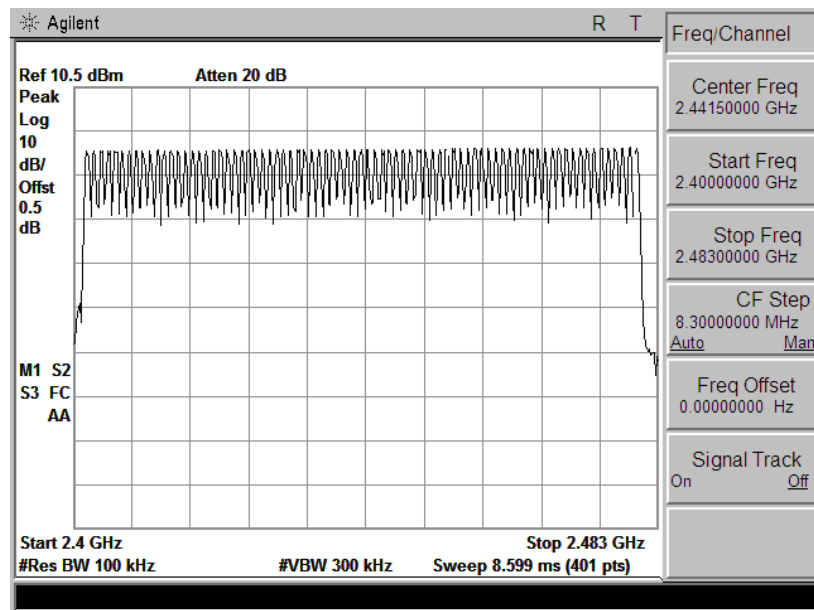 Agilent R T
Ref 10.5 dBm Atten 20 dB
Peak
Log
10
dB/
Offst
0.5
dB
M1 S2
S3 FC
AA
Start 2.4 GHz Stop 2.483 GHz
#Res BW 100 kHz #VBW 300 kHz Sweep 8.599 ms (401 pts)
Freq/Channel
Center Freq
2.44150000 GHz
Start Freq
2.40000000 GHz
Stop Freq
2.48300000 GHz
CF Step
8.30000000 MHz
Auto Man
Freq Offset
0.00000000 Hz
Signal Track
On Off